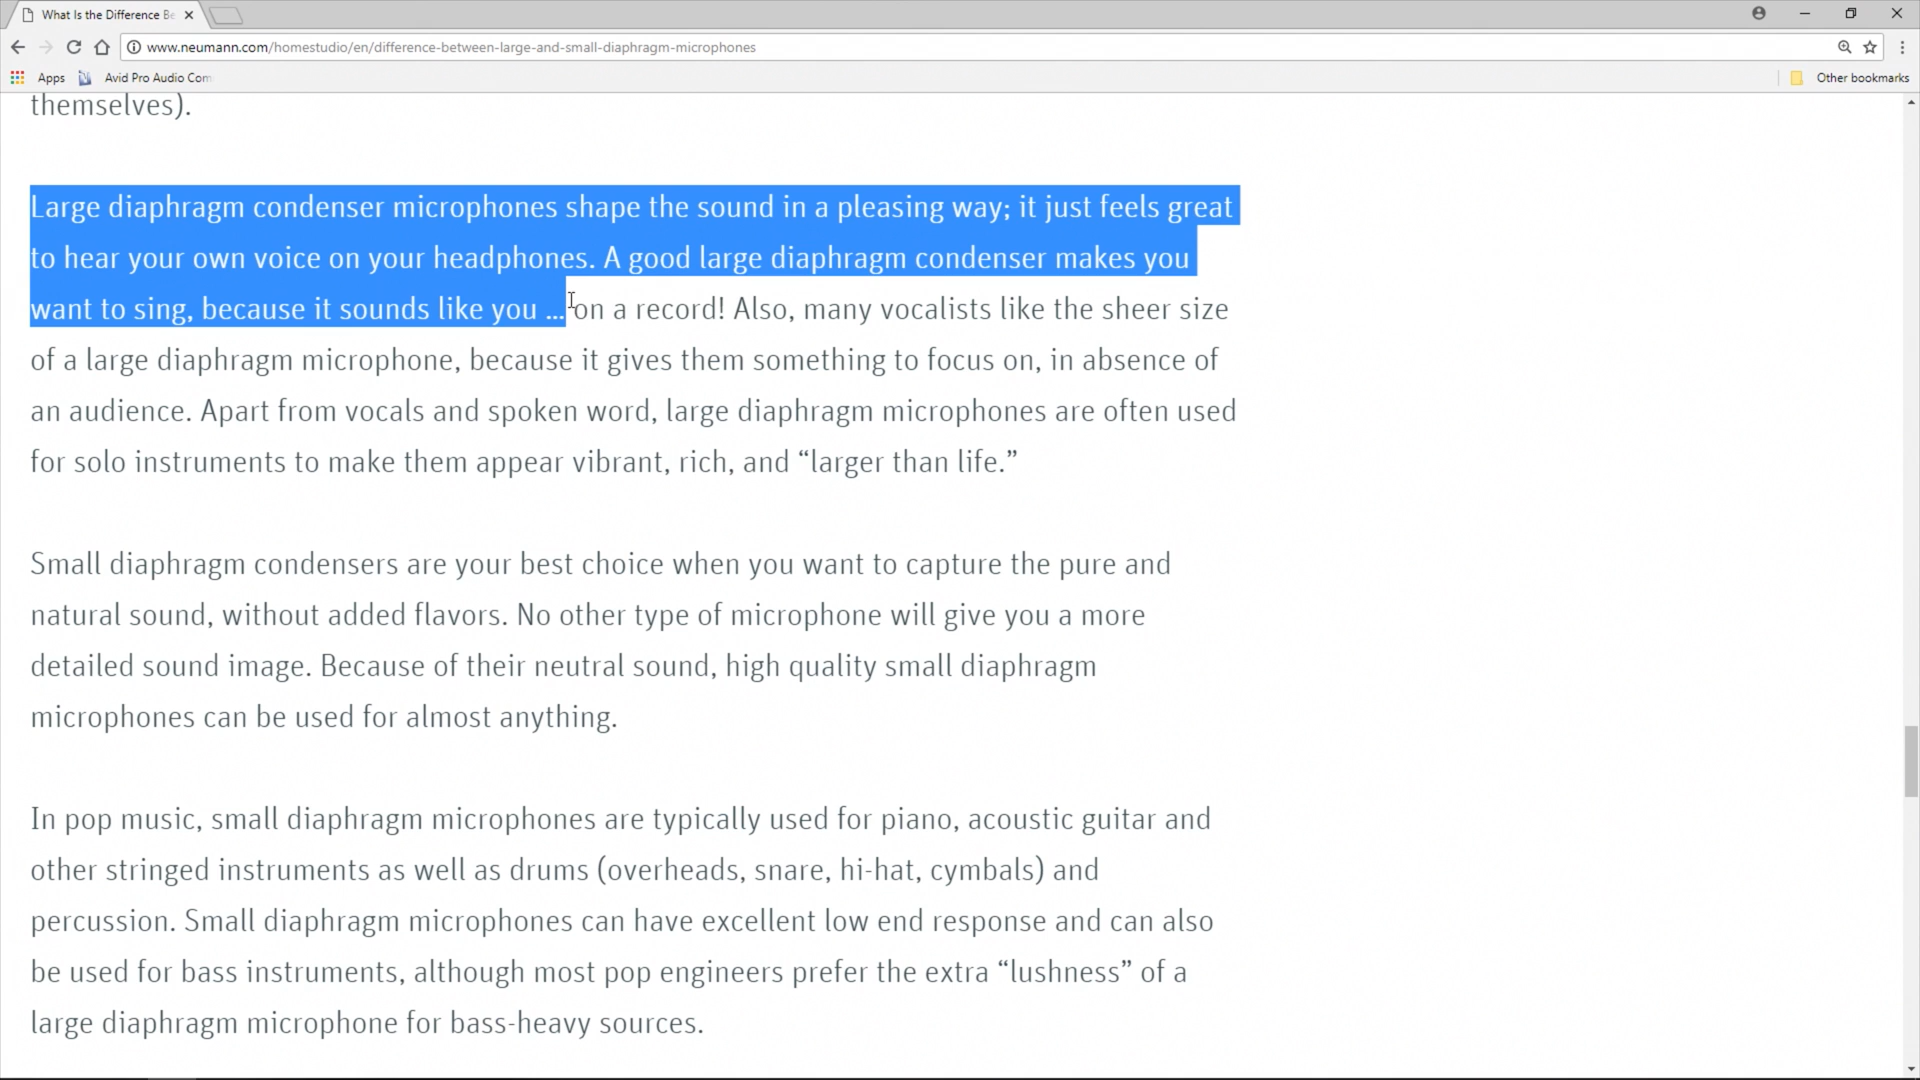 What Is the Difference Be
www.neumann.com/homestudio/en/difference-between-large-and-small-diaphragm-microphones
Apps
Avid Pro Audio Com
Other bookmarks
themselves).
Large diaphragm condenser microphones shape the sound in a pleasing way; it just feels great
to hear your own voice on your headphones. A good large diaphragm condenser makes you
want to sing, because it sounds like you ... on a record! Also, many vocalists like the sheer size
of a large diaphragm microphone, because it gives them something to focus on, in absence of
an audience. Apart from vocals and spoken word, large diaphragm microphones are often used
for solo instruments to make them appear vibrant, rich, and “larger than life.”
Small diaphragm condensers are your best choice when you want to capture the pure and
natural sound, without added flavors. No other type of microphone will give you a more
detailed sound image. Because of their neutral sound, high quality small diaphragm
microphones can be used for almost anything.
In pop music, small diaphragm microphones are typically used for piano, acoustic guitar and
other stringed instruments as well as drums (overheads, snare, hi-hat, cymbals) and
percussion. Small diaphragm microphones can have excellent low end response and can also
be used for bass instruments, although most pop engineers prefer the extra “lushness” of a
large diaphragm microphone for bass-heavy sources.